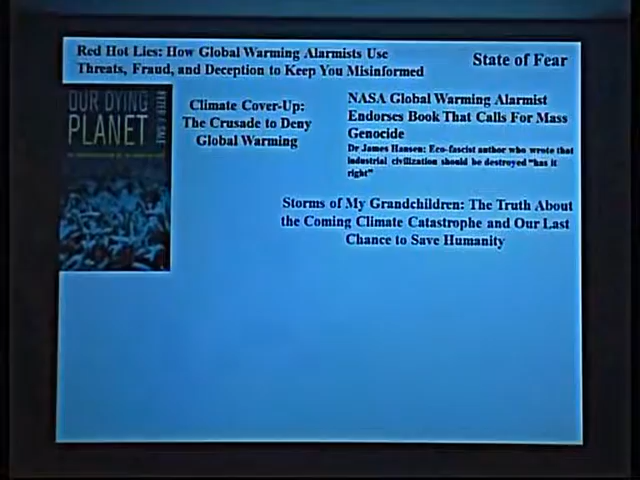 Red Hot Lies: How Global Warming Alarmists Use
Threats, Fraud, and Deception to Keep You Misinformed
State of Fear
OUR DYING
PLANET
PETER F. SALE
Climate Cover-Up:
The Crusade to Deny
Global Warming
NASA Global Warming Alarmist
Endorses Book That Calls For Mass
Genocide
Dr James Hansen: Eco-fascist author who wrote that
industrial civilization should be destroyed "has it
right"
Storms of My Grandchildren: The Truth About
the Coming Climate Catastrophe and Our Last
Chance to Save Humanity